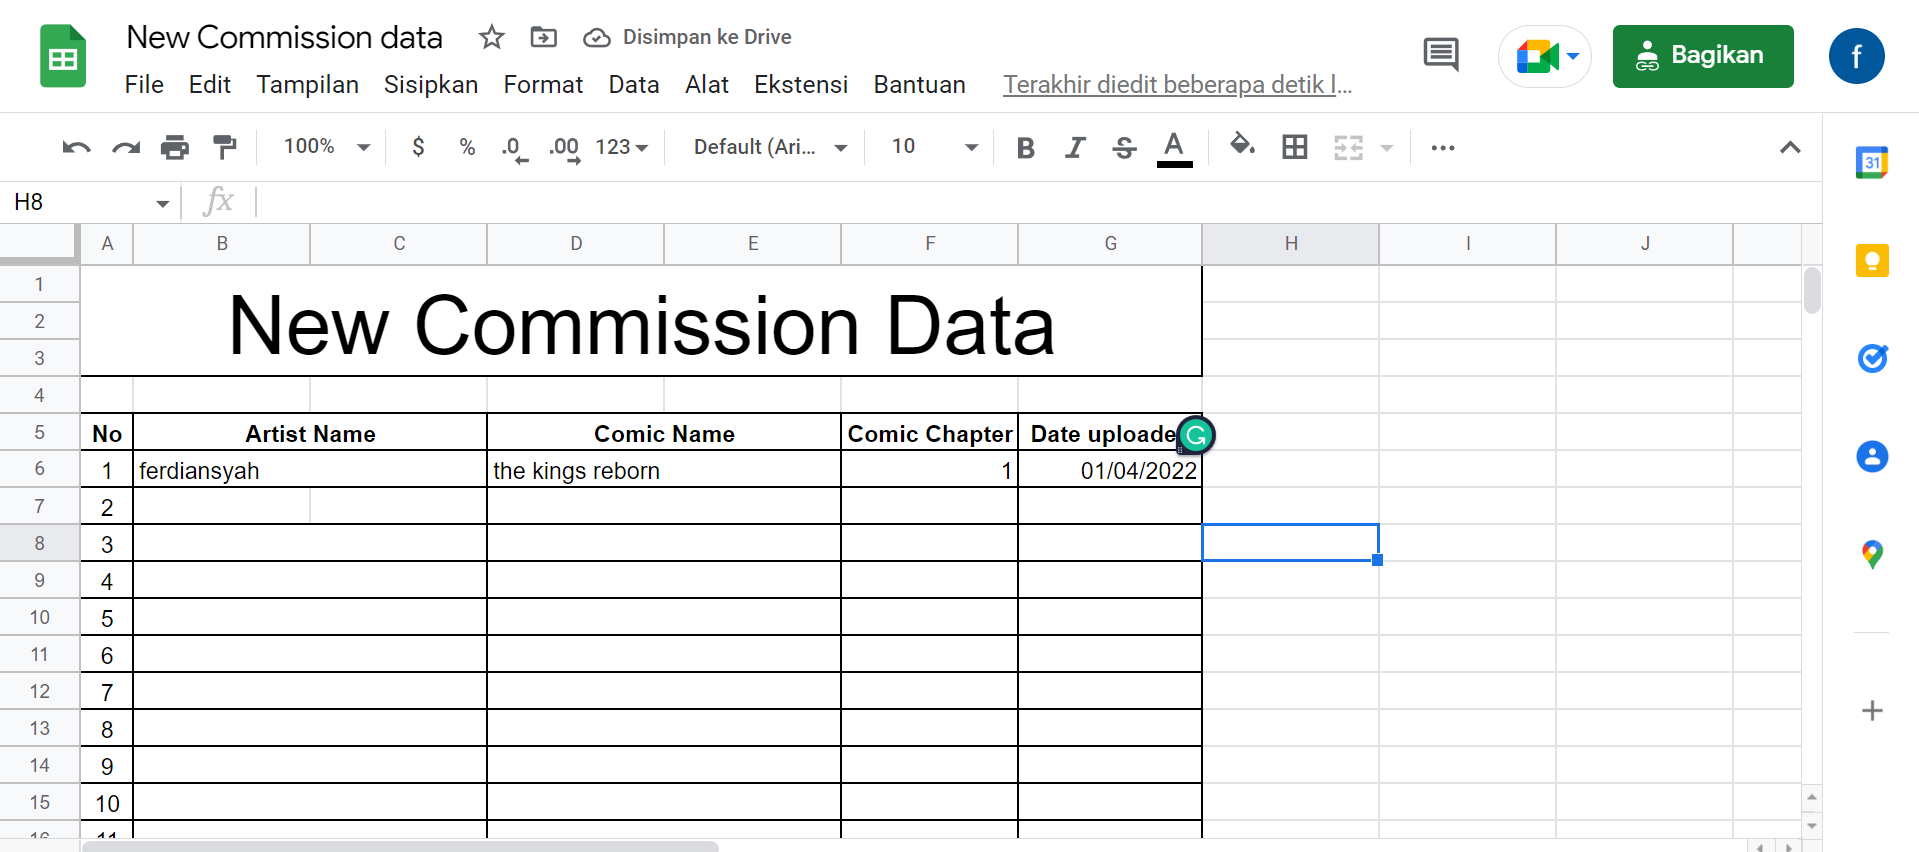 New Commission data Disimpan ke Drive
File Edit Tampilan Sisipkan Format Data Alat Ekstensi Bantuan Terakhir diedit beberapa detik l...
Bagikan f
100% $ % .0 .00 123 Default (Ari... 10 B I S A
31
H8 fx
A B C D E F G H I J
1
2 New Commission Data
3
4
5 No Artist Name Comic Name Comic Chapter Date uploade
6 1 ferdiansyah the kings reborn 1 01/04/2022
7 2
8 3
9 4
10 5
11 6
12 7
13 8
14 9
15 10
16 11